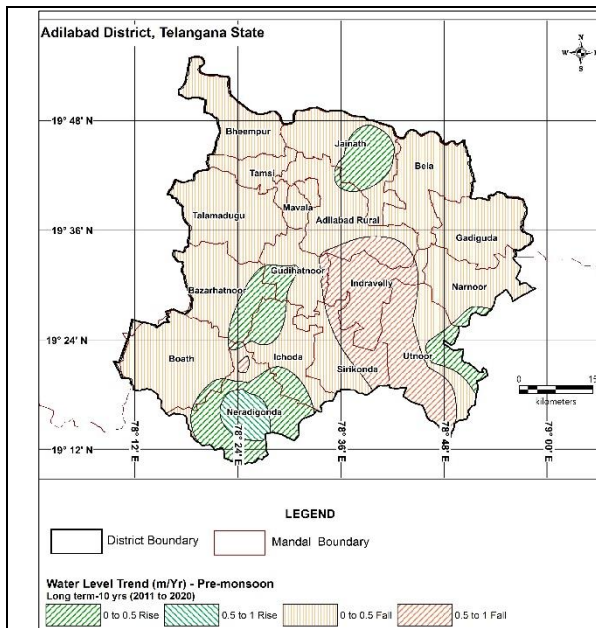 Adilabad District, Telangana State
N
W E
S
19° 48' N
Bheempur
Jainath
Tamsi
Bela
Mavala
Talamadugu
Adilabad Rural
19° 36' N
Gadiguda
Gudihatnoor
Indravelly
Bazarhatnoor
Narnoor
19° 24' N
Boath
Ichoda
Utnoor
Sirikonda
0 15
kilometers
Neradigonda
19° 12' N
78° 12' E
78° 24' E
78° 36' E
78° 48' E
79° 00' E
LEGEND
District Boundary Mandal Boundary
Water Level Trend (m/Yr) - Pre-monsoon
Long term-10 yrs (2011 to 2020)
0 to 0.5 Rise 0.5 to 1 Rise 0 to 0.5 Fall 0.5 to 1 Fall